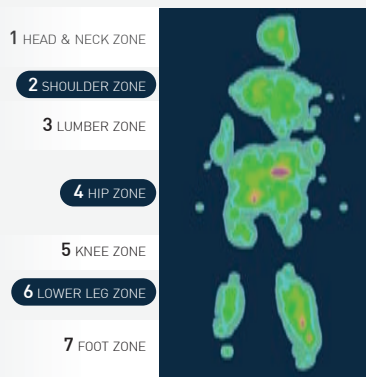 1 HEAD & NECK ZONE
2 SHOULDER ZONE
3 LUMBER ZONE
4 HIP ZONE
5 KNEE ZONE
6 LOWER LEG ZONE
7 FOOT ZONE